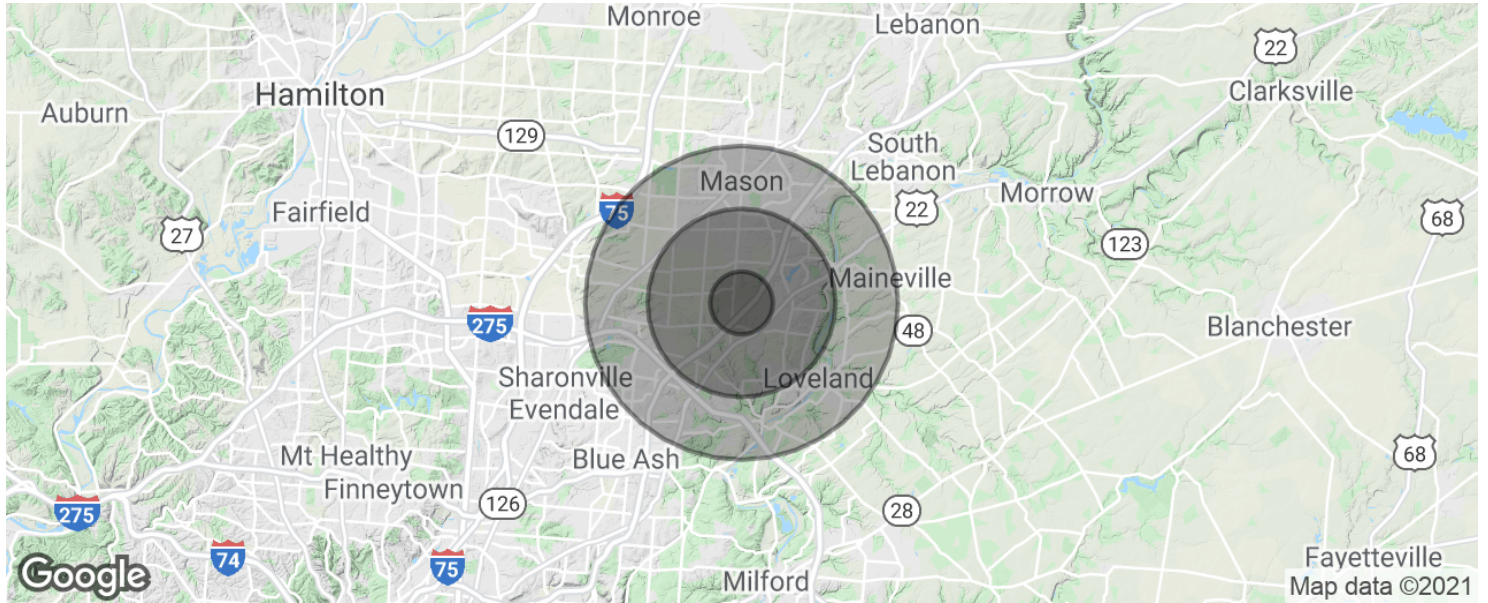 Monroe
Lebanon
22
Clarksville
Hamilton
Auburn
129
South
Lebanon
Mason
Morrow
75
22
Fairfield
27
68
123
Maineville
275
48
Blanchester
Sharonville
Loveland
Evendale
Mt Healthy
Blue Ash
68
Finneytown
126
275
28
74
75
Fayetteville
Google
Milford
Map data ©2021